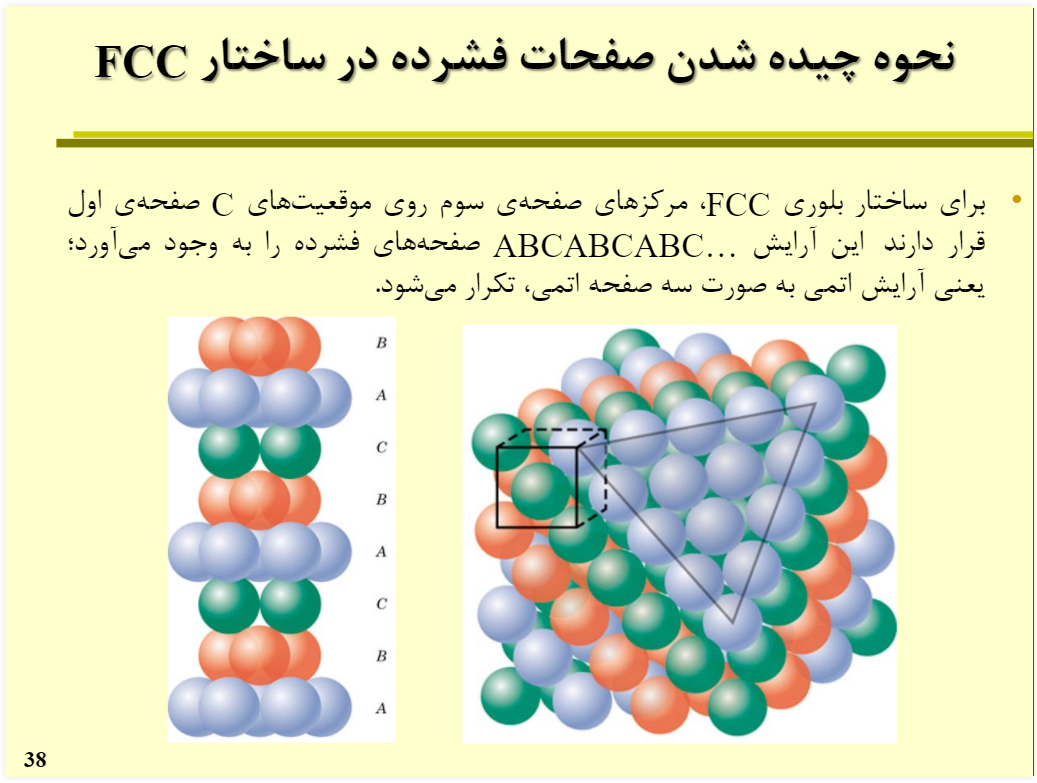 نحوه چیده شدن صفحات فشرده در ساختار FCC
• برای ساختار بلوری FCC، مرکزهای صفحه‌ی سوم روی موقعیت‌های C صفحه‌ی اول
قرار دارند این آرایش ABCABCABC... صفحه‌های فشرده را به وجود می‌آورد؛
یعنی آرایش اتمی به صورت سه صفحه اتمی، تکرار می‌شود.
B
A
C
B
A
C
B
A
38